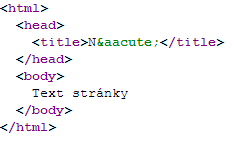 <html>
<head>
<title>N&aacute;</title>
</head>
<body>
Text stránky
</body>
</html>